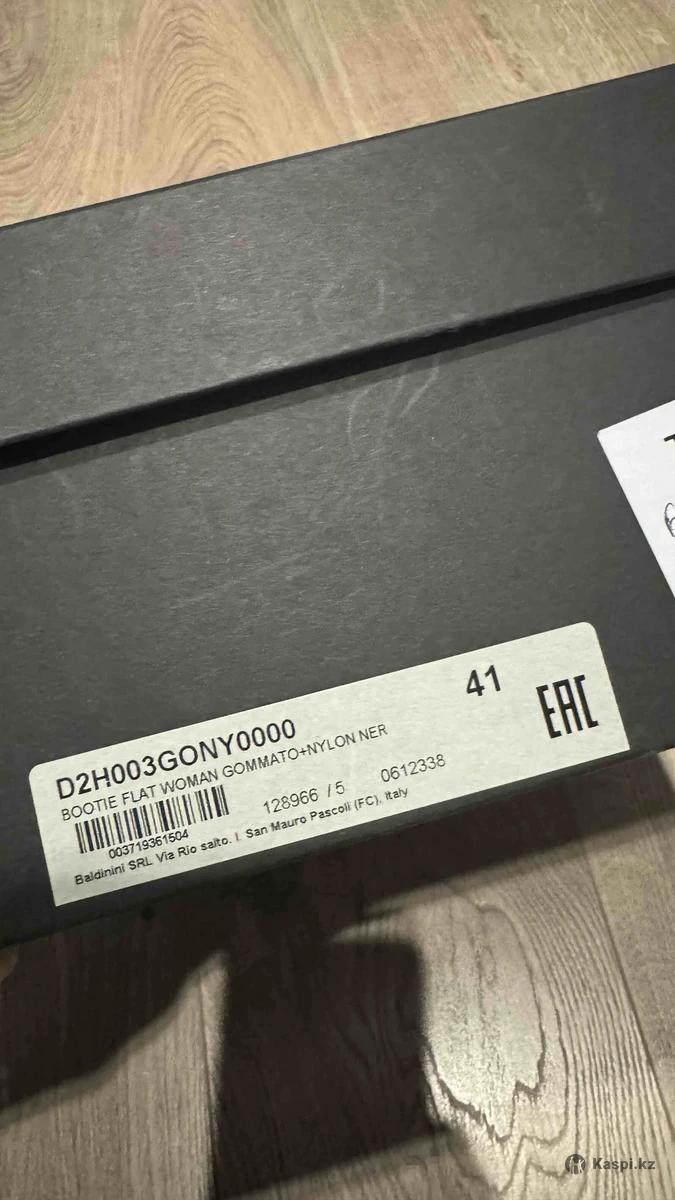 41
EAC
D2H003GONY0000
BOOTIE FLAT WOMAN GOMMATO+NYLON NER
128966 /5 0612338
003719361504
Baldinini SRL Via Rio salto. I. San Mauro Pascoli (FC), Italy
Kaspi.kz